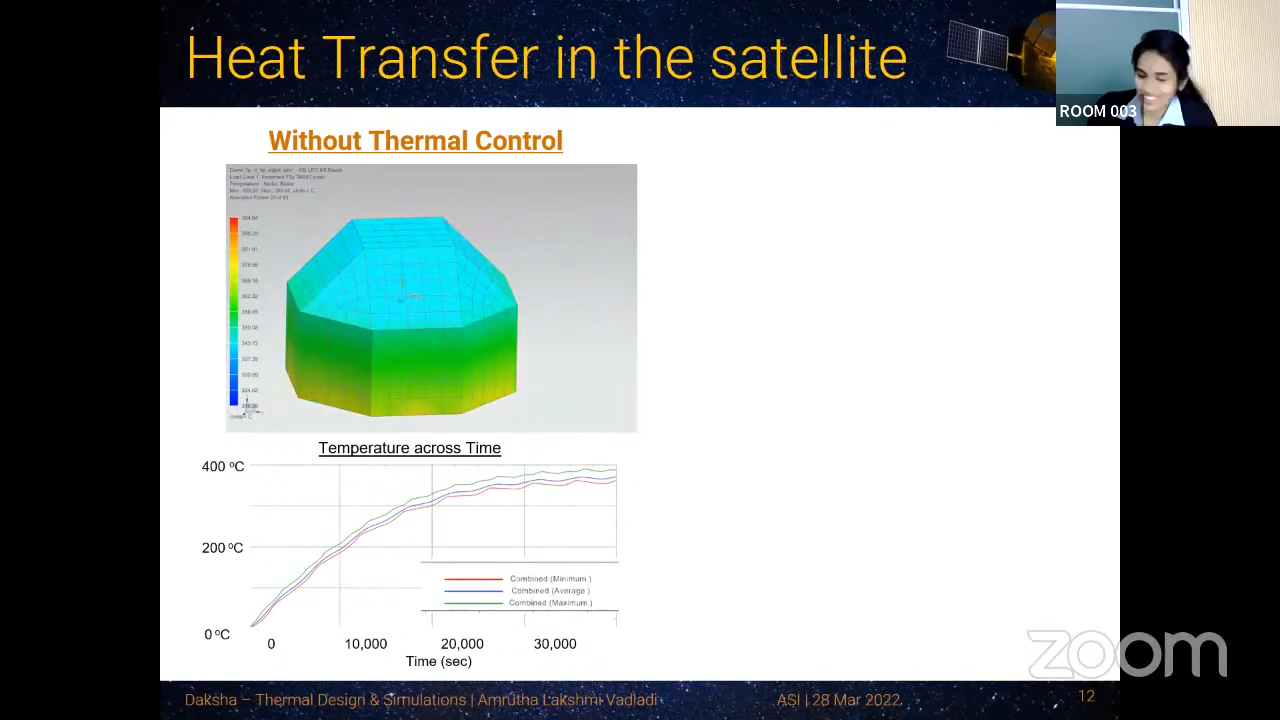 Heat Transfer in the satellite
ROOM 003
Without Thermal Control
Temperature across Time
400 ºC
200 ºC
0 ºC
Combined (Minimum )
Combined (Average )
Combined (Maximum )
0 10,000 20,000 30,000
Time (sec)
zoom
Daksha – Thermal Design & Simulations | Amrutha Lakshmi Vadladi ASI | 28 Mar 2022 12